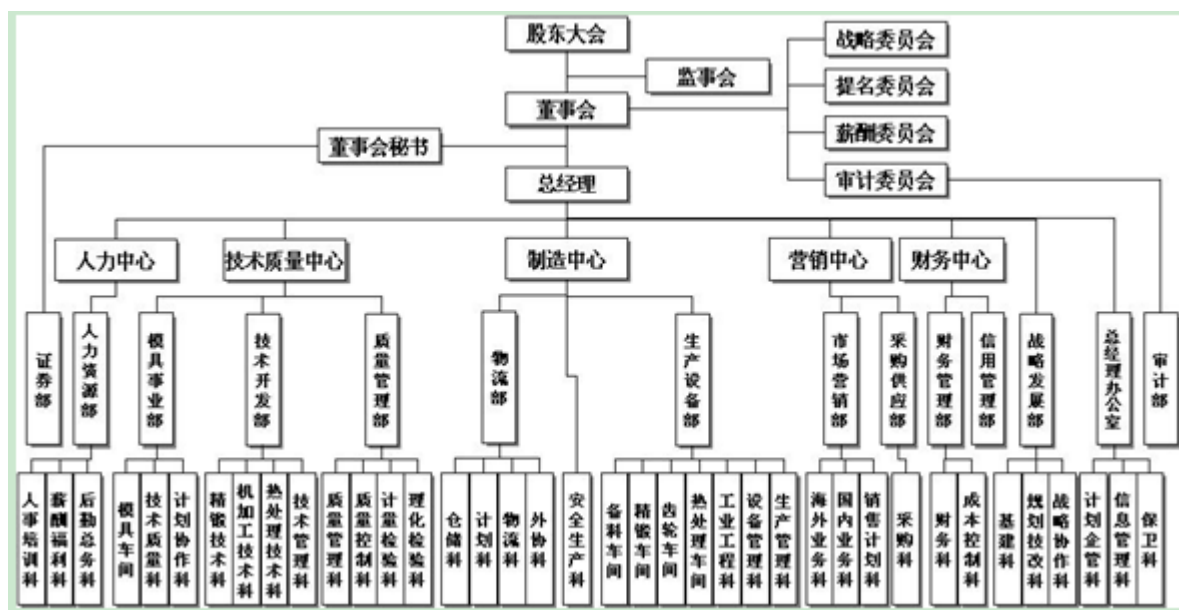 股东大会
战略委员会
监事会
提名委员会
董事会
薪酬委员会
董事会秘书
总经理
审计委员会
人力中心
技术质量中心
制造中心
营销中心
财务中心
证券部
人力资源部
模具事业部
技术开发部
质量管理部
物流部
生产设备部
市场营销部
采购供应部
财务管理部
信用管理部
战略发展部
总经理办公室
审计部
人事培训科
薪酬福利科
后勤总务科
模具车间
技术质量科
计划协作科
精锻技术科
机加工技术科
热处理技术科
技术管理科
质量管理科
质量控制科
计量检验科
理化检验科
仓储科
计划科
物流科
外协科
安全生产科
备料车间
精锻车间
齿轮车间
热处理车间
工业工程科
设备管理科
生产管理科
海外业务科
国内业务科
销售计划科
采购科
财务科
成本控制科
基建科
规划技改科
战略协作科
计划企管科
信息管理科
保卫科